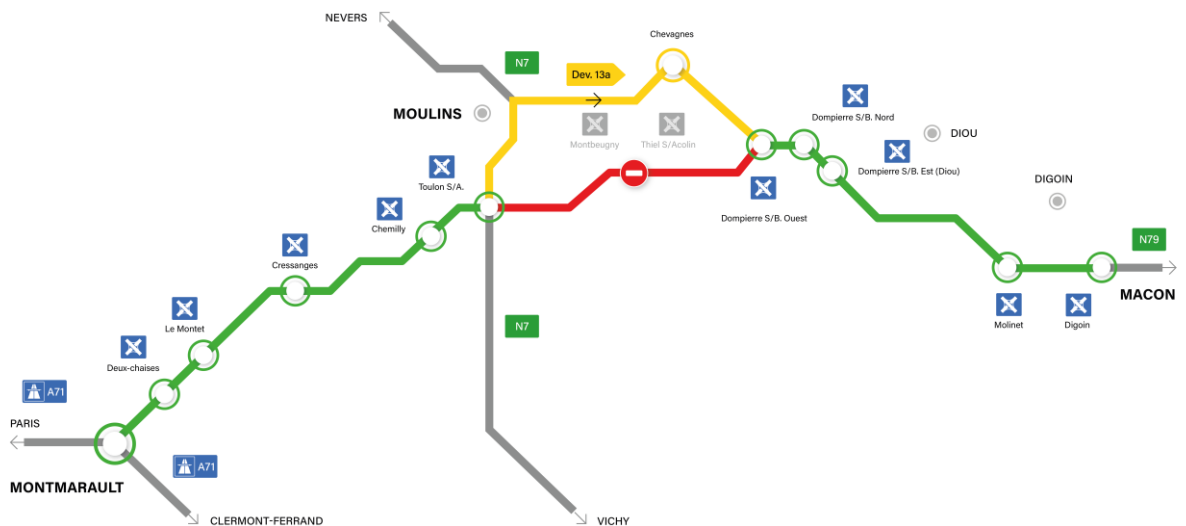 NEVERS
Chevagnes
N7
Dev. 13a
MOULINS
Montbeugny
Thiel S/Acolin
Dompierre S/B. Nord
DIOU
Dompierre S/B. Est (Diou)
Toulon S/A.
DIGOIN
Dompierre S/B. Ouest
Chemilly
N79
Cressanges
MACON
Molinet
Digoin
N7
Le Montet
Deux-chaises
A71
PARIS
A71
MONTMARAULT
CLERMONT-FERRAND
VICHY